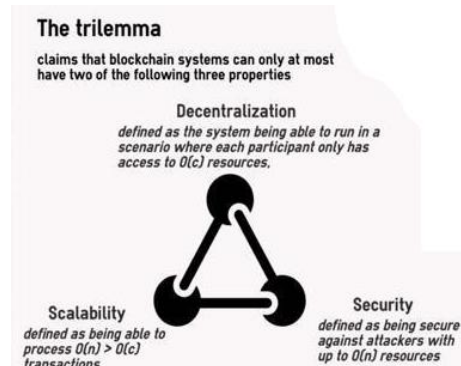 The trilemma
claims that blockchain systems can only at most
have two of the following three properties
Decentralization
defined as the system being able to run in a
scenario where each participant only has
access to O(c) resources,
Scalability
defined as being able to
process O(n) > O(c)
transactions
Security
defined as being secure
against attackers with
up to O(n) resources